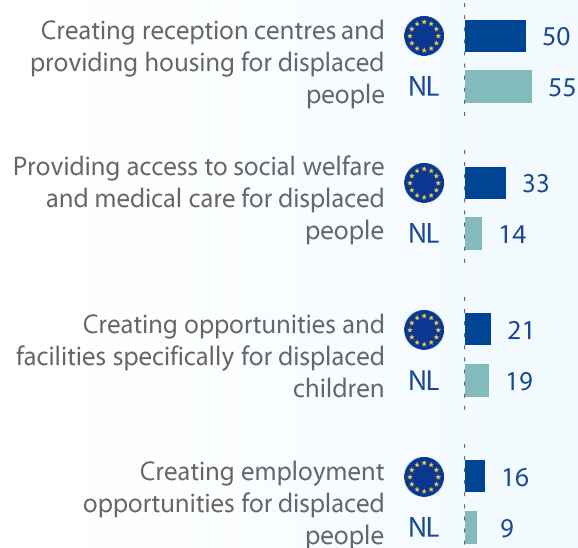 Creating reception centres and
providing housing for displaced
people
50
NL 55
Providing access to social welfare
and medical care for displaced
people
33
NL 14
Creating opportunities and
facilities specifically for displaced
children
21
NL 19
Creating employment
opportunities for displaced
people
16
NL 9